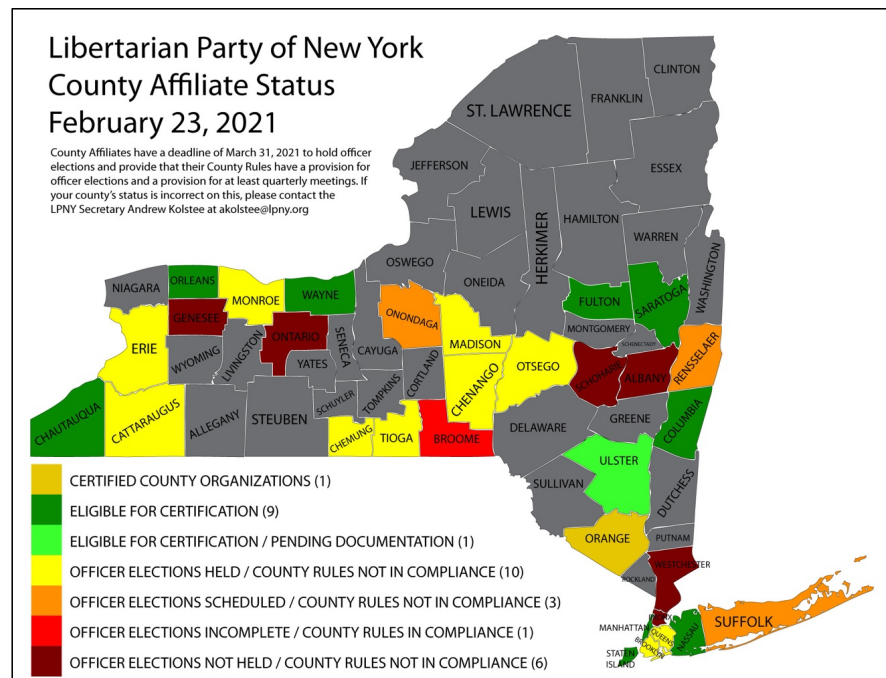 Libertarian Party of New York
County Affiliate Status
February 23, 2021
County Affiliates have a deadline of March 31, 2021 to hold officer
elections and provide that their County Rules have a provision for
officer elections and a provision for at least quarterly meetings. If
your county's status is incorrect on this, please contact the
LPNY Secretary Andrew Kolstee at akolstee@lpny.org
CLINTON
FRANKLIN
ST. LAWRENCE
ESSEX
JEFFERSON
LEWIS
HAMILTON
HERKIMER
WARREN
WASHINGTON
OSWEGO
ONEIDA
NIAGARA
ORLEANS
MONROE
WAYNE
FULTON
SARATOGA
GENESEE
ONTARIO
ONONDAGA
MONTGOMERY
SCHENECTADY
RENSSELAER
ERIE
WYOMING
LIVINGSTON
YATES
SENECA
CAYUGA
CORTLAND
MADISON
CHENANGO
OTSEGO
SCHOHARIE
ALBANY
CHAUTAUQUA
CATTARAUGUS
ALLEGANY
STEUBEN
SCHUYLER
TOMPKINS
CHEMUNG
TIOGA
BROOME
DELAWARE
GREENE
COLUMBIA
ULSTER
SULLIVAN
DUTCHESS
ORANGE
PUTNAM
ROCKLAND
WESTCHESTER
MANHATTAN
QUEENS
BROOKLYN
NASSAU
SUFFOLK
STATEN
ISLAND
CERTIFIED COUNTY ORGANIZATIONS (1)
ELIGIBLE FOR CERTIFICATION (9)
ELIGIBLE FOR CERTIFICATION / PENDING DOCUMENTATION (1)
OFFICER ELECTIONS HELD / COUNTY RULES NOT IN COMPLIANCE (10)
OFFICER ELECTIONS SCHEDULED / COUNTY RULES NOT IN COMPLIANCE (3)
OFFICER ELECTIONS INCOMPLETE / COUNTY RULES IN COMPLIANCE (1)
OFFICER ELECTIONS NOT HELD / COUNTY RULES NOT IN COMPLIANCE (6)